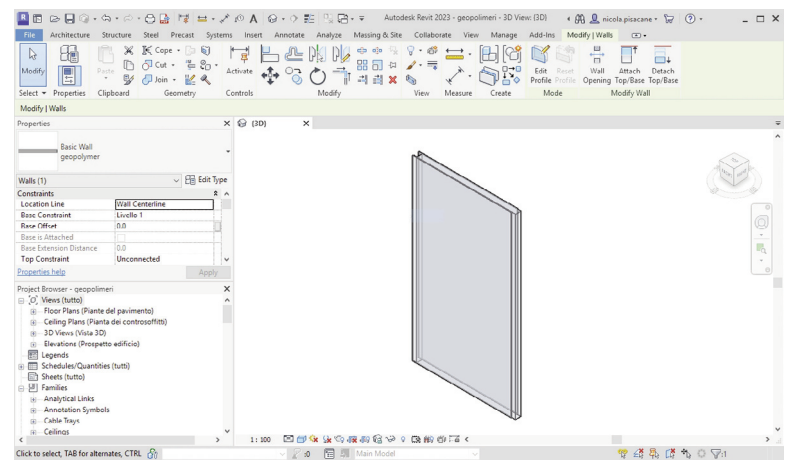 Autodesk Revit 2023 - geopolimeri - 3D View: {3D}
nicola.pisacane
File Architecture Structure Steel Precast Systems Insert Annotate Analyze Massing & Site Collaborate View Manage Add-Ins Modify | Walls
Modify
Paste
Cope
Cut
Join
Activate
Edit Profile
Reset Profile
Wall Opening
Attach Top/Base
Detach Top/Base
Select Properties Clipboard Geometry Controls Modify View Measure Create Mode Modify Wall
Modify | Walls
Properties
{3D}
Basic Wall
geopolymer
Walls (1) Edit Type
Constraints
Location Line Wall Centerline
Base Constraint Livello 1
Base Offset 0.0
Base is Attached
Base Extension Distance 0.0
Top Constraint Unconnected
Properties help Apply
Project Browser - geopolimeri
Views (tutto)
Floor Plans (Piante del pavimento)
Ceiling Plans (Pianta dei controsoffitti)
3D Views (Vista 3D)
Elevations (Prospetto edificio)
Legends
Schedules/Quantities (tutti)
Sheets (tutto)
Families
Analytical Links
Annotation Symbols
Cable Trays
Ceilings
1 : 100
Click to select, TAB for alternates, CTRL
:0
Main Model
:1